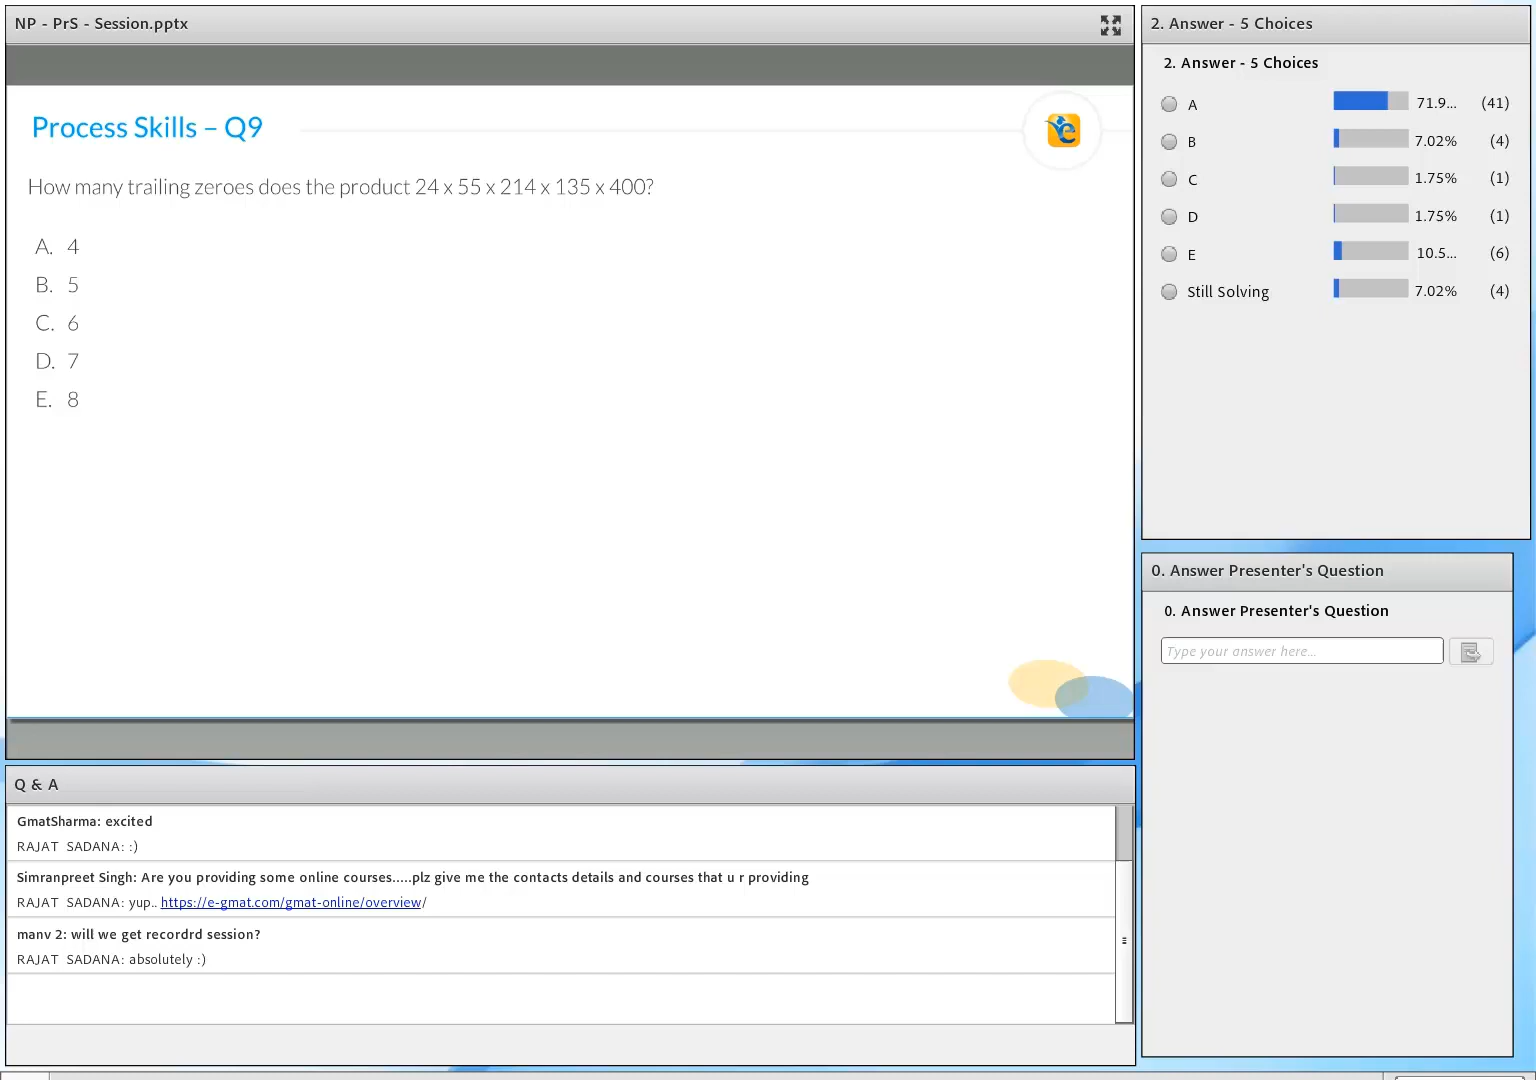 NP - PrS - Session.pptx
Process Skills – Q9
How many trailing zeroes does the product 24 x 55 x 214 x 135 x 400?
A. 4
B. 5
C. 6
D. 7
E. 8
2. Answer - 5 Choices
2. Answer - 5 Choices
A 71.9... (41)
B 7.02% (4)
C 1.75% (1)
D 1.75% (1)
E 10.5... (6)
Still Solving 7.02% (4)
0. Answer Presenter's Question
0. Answer Presenter's Question
Type your answer here...
Q & A
GmatSharma: excited
RAJAT SADANA: :)
Simranpreet Singh: Are you providing some online courses.....plz give me the contacts details and courses that u r providing
RAJAT SADANA: yup.. https://e-gmat.com/gmat-online/overview/
manv 2: will we get recordrd session?
RAJAT SADANA: absolutely :)